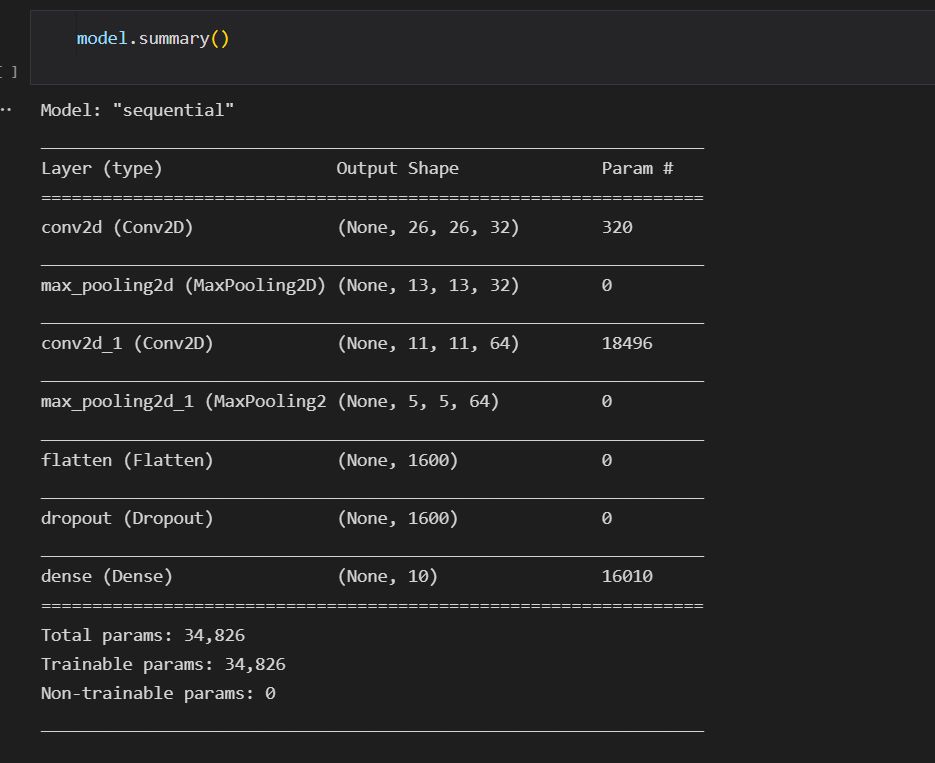 model.summary()
[ ]
Model: "sequential"
_________________________________________________________________
Layer (type)                 Output Shape              Param #
=================================================================
conv2d (Conv2D)              (None, 26, 26, 32)        320
_________________________________________________________________
max_pooling2d (MaxPooling2D) (None, 13, 13, 32)        0
_________________________________________________________________
conv2d_1 (Conv2D)            (None, 11, 11, 64)        18496
_________________________________________________________________
max_pooling2d_1 (MaxPooling2 (None, 5, 5, 64)          0
_________________________________________________________________
flatten (Flatten)            (None, 1600)              0
_________________________________________________________________
dropout (Dropout)            (None, 1600)              0
_________________________________________________________________
dense (Dense)                (None, 10)                16010
=================================================================
Total params: 34,826
Trainable params: 34,826
Non-trainable params: 0
_________________________________________________________________